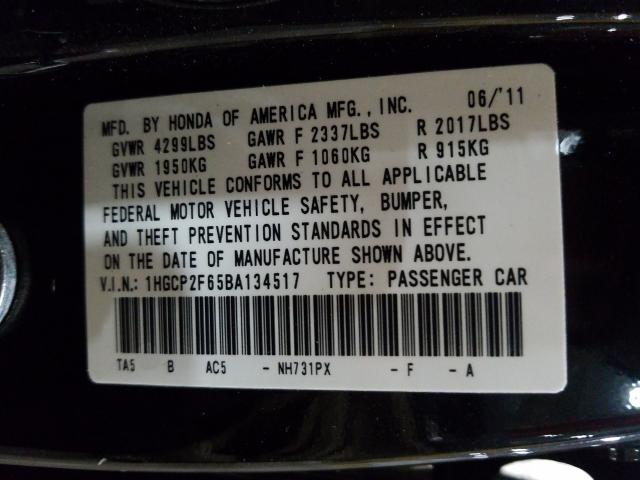 MFD. BY HONDA OF AMERICA MFG., INC. 06/'11
GVWR 4299LBS GAWR F 2337LBS R 2017LBS
GVWR 1950KG GAWR F 1060KG R 915KG
THIS VEHICLE CONFORMS TO ALL APPLICABLE
FEDERAL MOTOR VEHICLE SAFETY, BUMPER,
AND THEFT PREVENTION STANDARDS IN EFFECT
ON THE DATE OF MANUFACTURE SHOWN ABOVE.
V.I.N.: 1HGCP2F65BA134517 TYPE: PASSENGER CAR
TA5 B AC5 - NH731PX - F - A